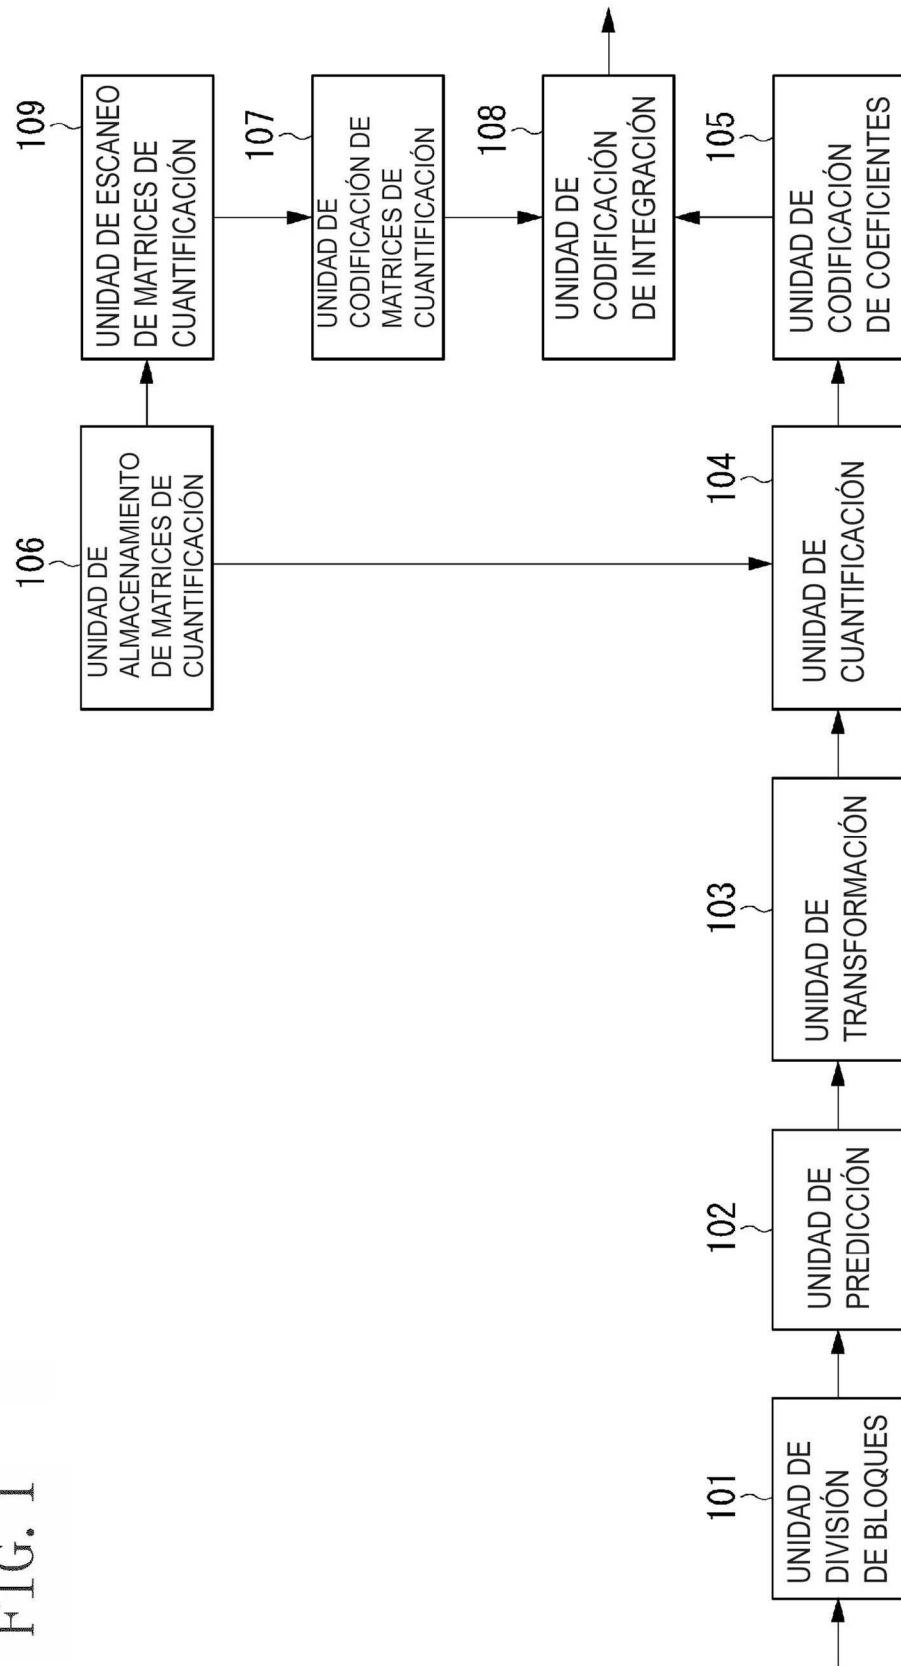 FIG. 1
106
UNIDAD DE
ALMACENAMIENTO
DE MATRICES DE
CUANTIFICACIÓN
109
UNIDAD DE ESCANEO
DE MATRICES DE
CUANTIFICACIÓN
107
UNIDAD DE
CODIFICACIÓN DE
MATRICES DE
CUANTIFICACIÓN
108
UNIDAD DE
CODIFICACIÓN
DE INTEGRACIÓN
101
UNIDAD DE
DIVISIÓN
DE BLOQUES
102
UNIDAD DE
PREDICCIÓN
103
UNIDAD DE
TRANSFORMACIÓN
104
UNIDAD DE
CUANTIFICACIÓN
105
UNIDAD DE
CODIFICACIÓN
DE COEFICIENTES